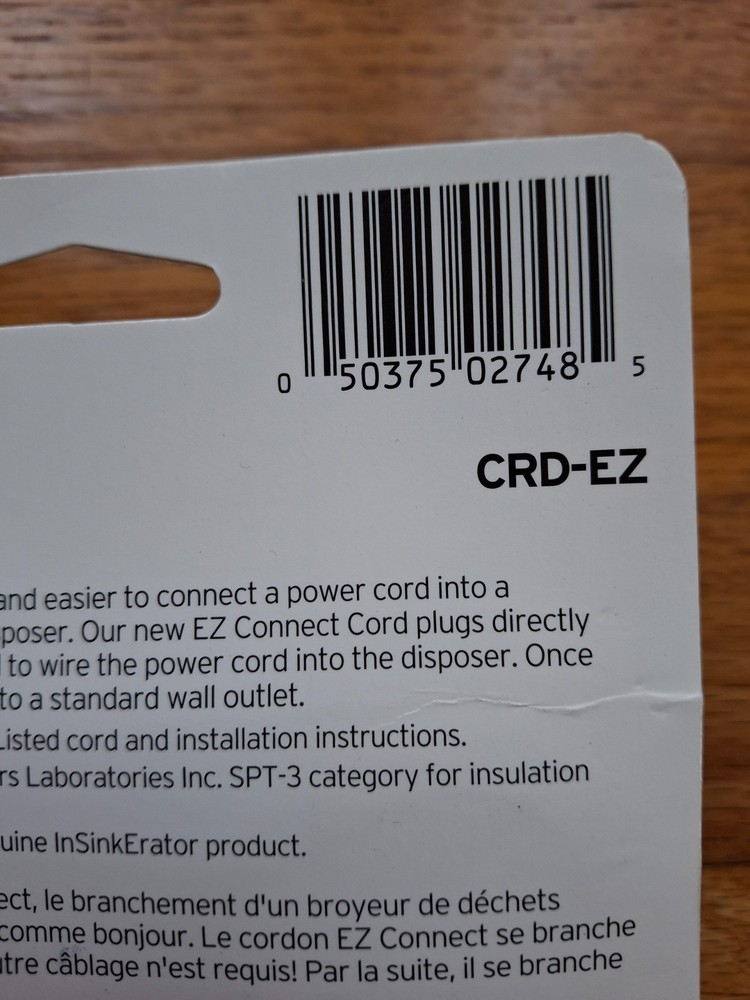 0 50375 02748 5
CRD-EZ
and easier to connect a power cord into a
sposer. Our new EZ Connect Cord plugs directly
to wire the power cord into the disposer. Once
to a standard wall outlet.
Listed cord and installation instructions.
rs Laboratories Inc. SPT-3 category for insulation
uine InSinkErator product.
ect, le branchement d'un broyeur de déchets
comme bonjour. Le cordon EZ Connect se branche
utre câblage n'est requis! Par la suite, il se branche